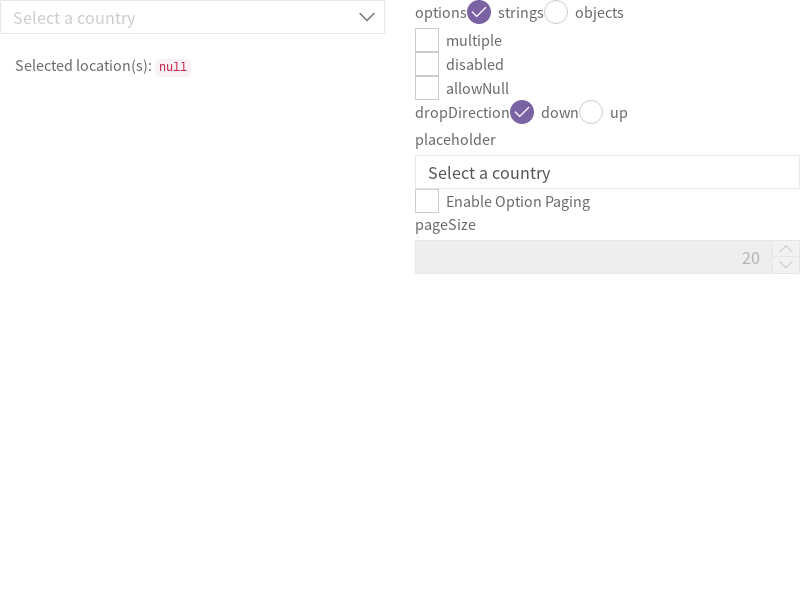 Select a country
Selected location(s): null
options strings objects
multiple
disabled
allowNull
dropDirection down up
placeholder
Select a country
Enable Option Paging
pageSize
20